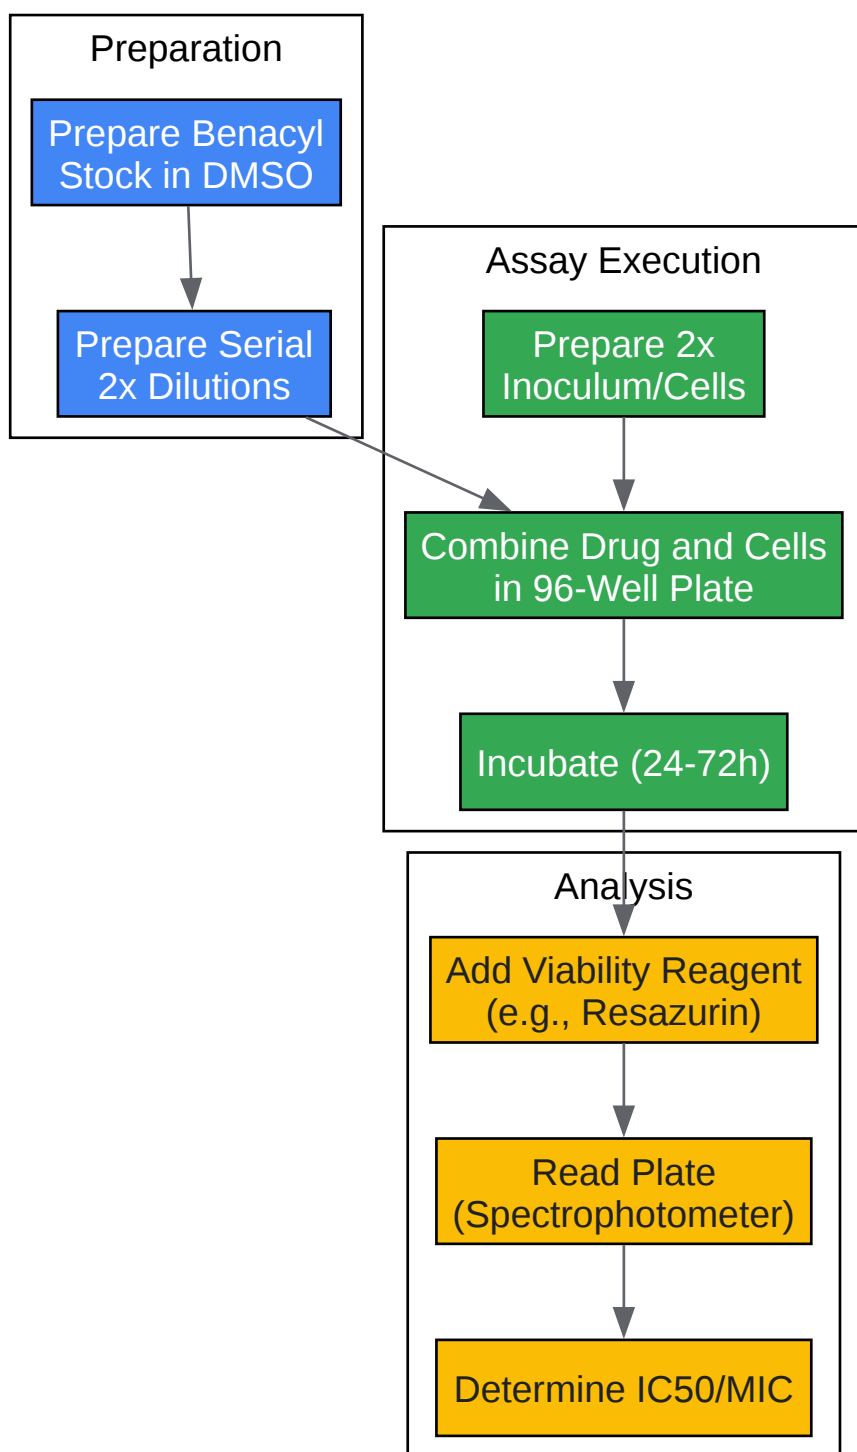 Preparation
Prepare Benacyl
Stock in DMSO
Prepare Serial
2x Dilutions
Assay Execution
Prepare 2x
Inoculum/Cells
Combine Drug and Cells
in 96-Well Plate
Incubate (24-72h)
Analysis
Add Viability Reagent
(e.g., Resazurin)
Read Plate
(Spectrophotometer)
Determine IC50/MIC